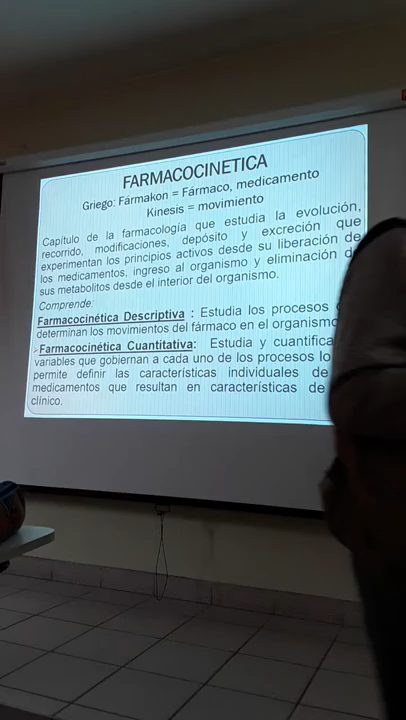 FARMACOCINETICA
Griego: Fármakon = Fármaco, medicamento
Kinesis = movimiento
Capítulo de la farmacología que estudia la evolución,
recorrido, modificaciones, depósito y excreción que
experimentan los principios activos desde su liberación de
los medicamentos, ingreso al organismo y eliminación
sus metabolitos desde el interior del organismo.
Comprende:
Farmacocinética Descriptiva : Estudia los procesos
determinan los movimientos del fármaco en el organismo
Farmacocinética Cuantitativa: Estudia y cuantifica
variables que gobiernan a cada uno de los procesos lo
permite definir las características individuales de
medicamentos que resultan en características de
clínico.